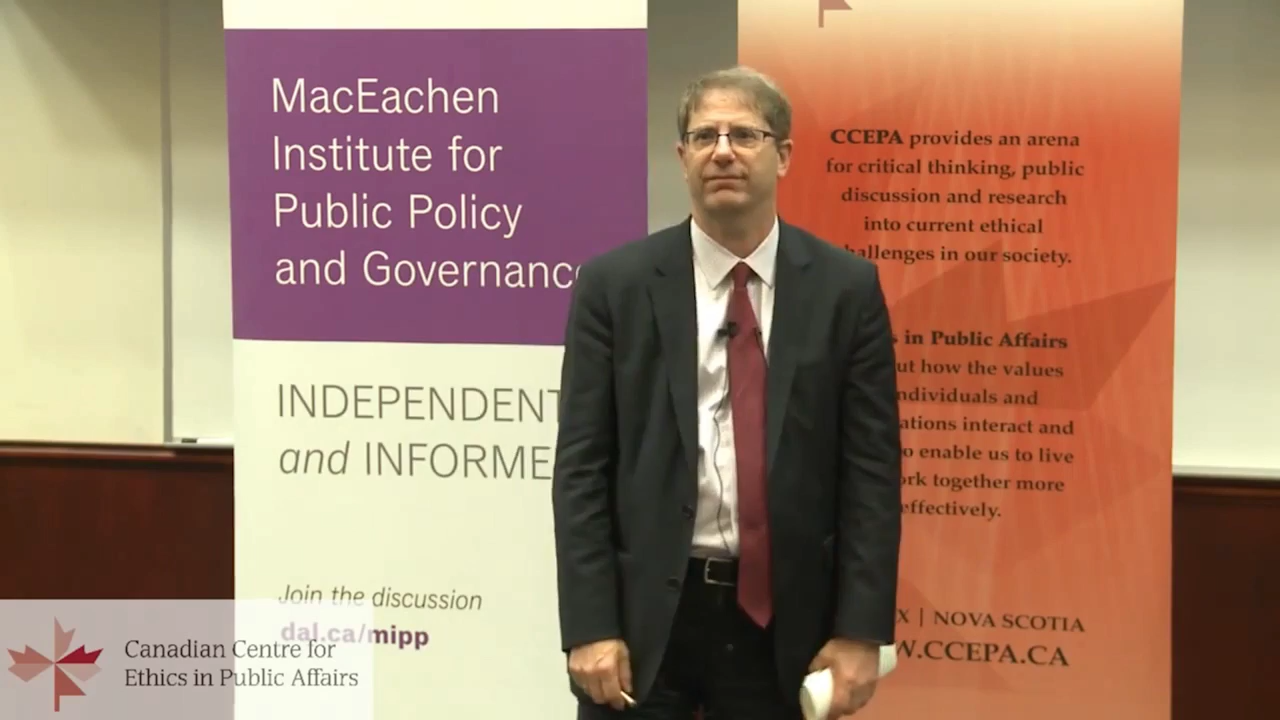 MacEachen
Institute for
Public Policy
and Governanc
INDEPENDENT
and INFORME
Join the discussion
dal.ca/mipp
CCEPA provides an arena
for critical thinking, public
discussion and research
into current ethical
hallenges in our society.
in Public Affairs
ut how the values
ndividuals and
ations interact and
o enable us to live
ork together more
effectively.
X | NOVA SCOTIA
W.CCEPA.CA
Canadian Centre for
Ethics in Public Affairs